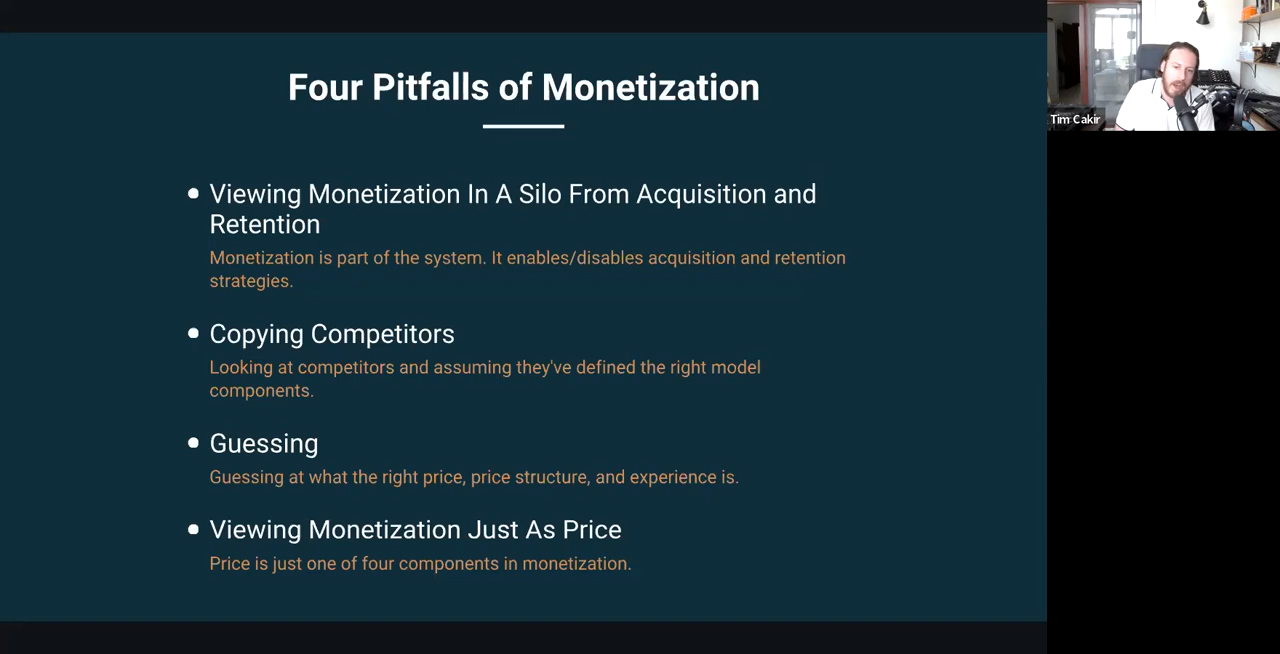 Four Pitfalls of Monetization
Viewing Monetization In A Silo From Acquisition and
Retention
Monetization is part of the system. It enables/disables acquisition and retention
strategies.
Copying Competitors
Looking at competitors and assuming they've defined the right model
components.
Guessing
Guessing at what the right price, price structure, and experience is.
Viewing Monetization Just As Price
Price is just one of four components in monetization.
Tim Cakir